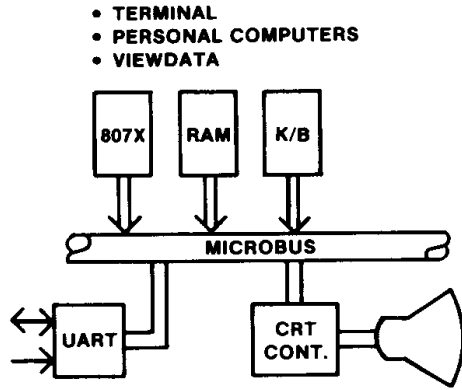 • TERMINAL
• PERSONAL COMPUTERS
• VIEWDATA
807X
RAM
K/B
MICROBUS
UART
CRT
CONT.